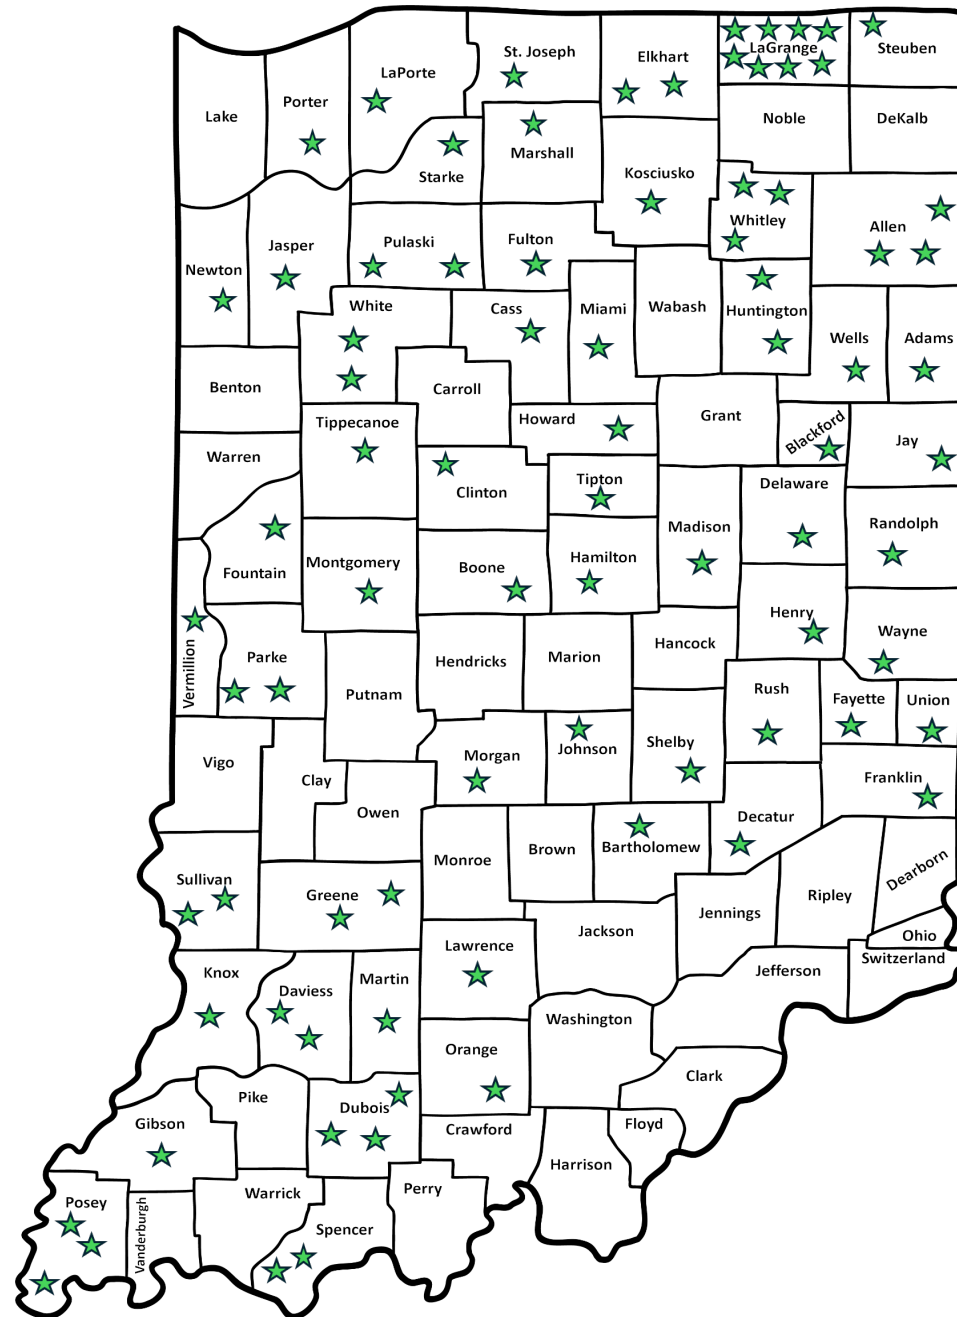 St. Joseph
Elkhart
LaGrange
Steuben
LaPorte
Lake
Porter
Noble
DeKalb
Marshall
Starke
Kosciusko
Whitley
Allen
Jasper
Pulaski
Fulton
Newton
White
Cass
Miami
Wabash
Huntington
Wells
Adams
Benton
Carroll
Tippecanoe
Howard
Grant
Blackford
Jay
Warren
Clinton
Tipton
Delaware
Randolph
Madison
Fountain
Montgomery
Boone
Hamilton
Henry
Wayne
Vermillion
Parke
Hendricks
Marion
Hancock
Putnam
Rush
Fayette
Union
Vigo
Morgan
Johnson
Shelby
Clay
Franklin
Owen
Decatur
Monroe
Brown
Bartholomew
Dearborn
Sullivan
Greene
Ripley
Jennings
Jackson
Ohio
Lawrence
Switzerland
Knox
Daviess
Martin
Jefferson
Washington
Orange
Clark
Pike
Dubois
Gibson
Crawford
Floyd
Harrison
Posey
Vanderburgh
Warrick
Perry
Spencer